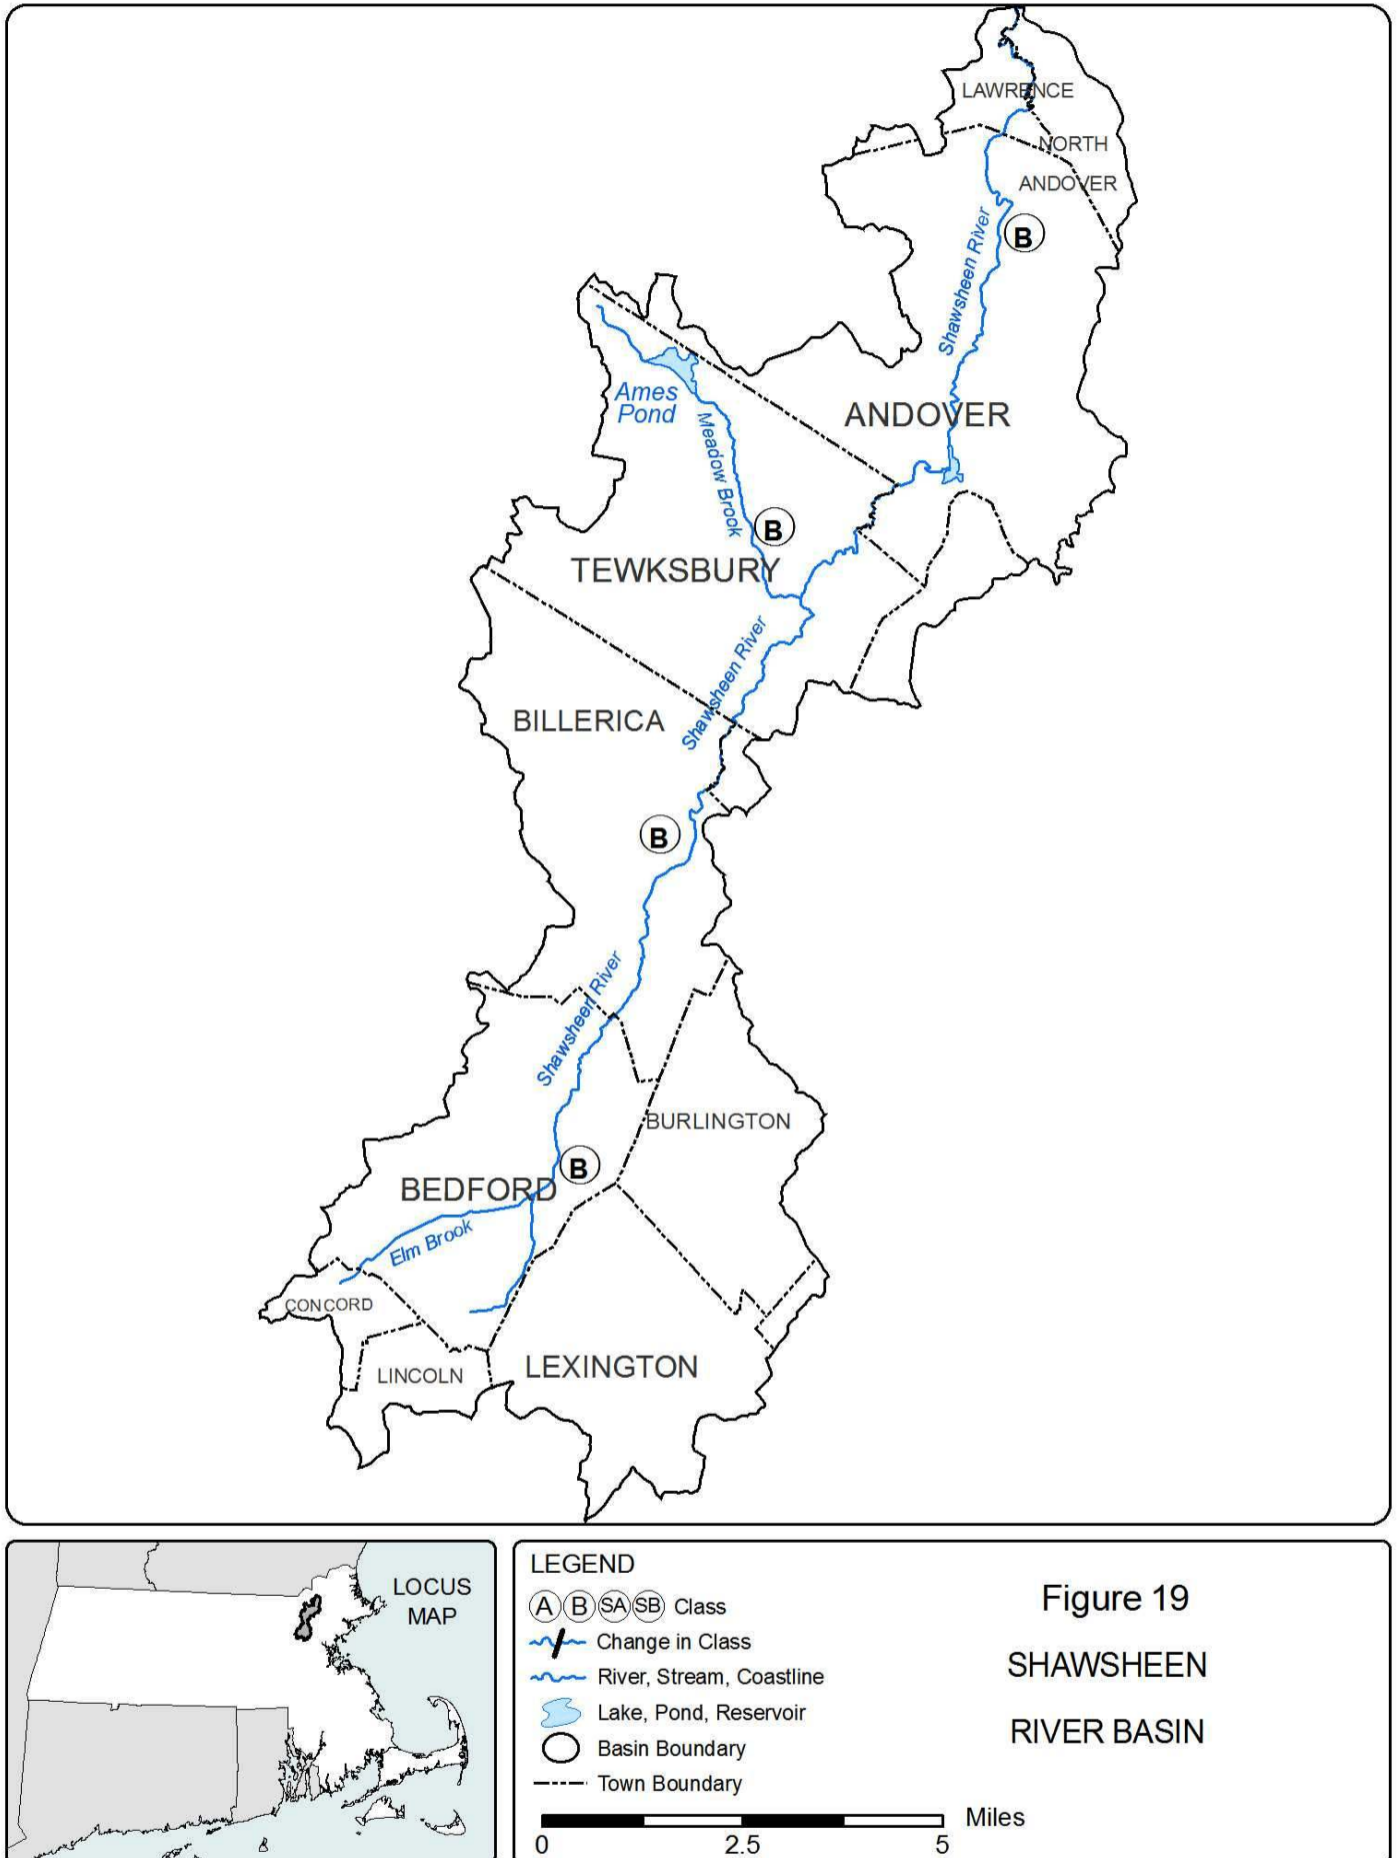 LAWRENCE
NORTH
ANDOVER
Shawsheen River
B
Ames
Pond
Meadow Brook
ANDOVER
B
TEWKSBURY
Shawsheen River
BILLERICA
B
Shawsheen River
BURLINGTON
B
BEDFORD
Elm Brook
CONCORD
LINCOLN
LEXINGTON
LOCUS
MAP
LEGEND
A B SA SB Class
Change in Class
River, Stream, Coastline
Lake, Pond, Reservoir
Basin Boundary
Town Boundary
Miles
0 2.5 5
Figure 19
SHAWSHEEN
RIVER BASIN